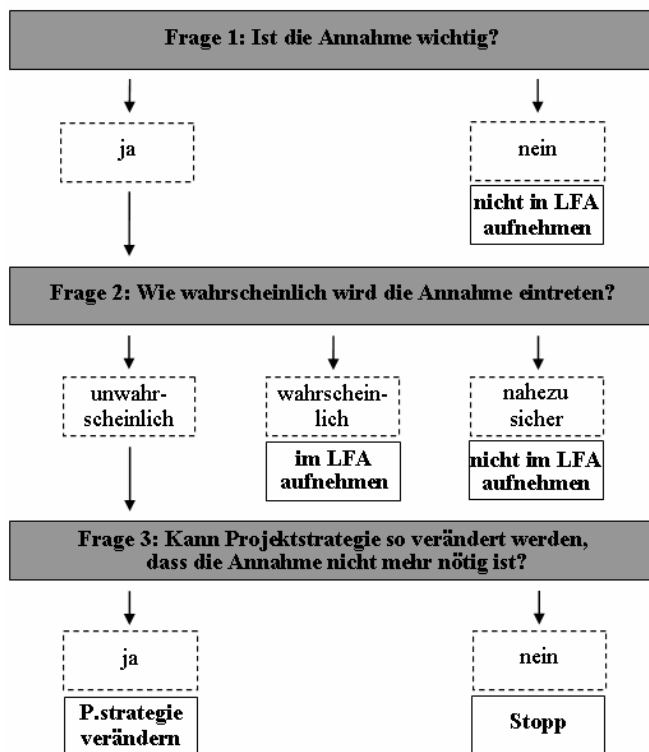 Frage 1: Ist die Annahme wichtig?
ja
nein
nicht in LFA
aufnehmen
Frage 2: Wie wahrscheinlich wird die Annahme eintreten?
unwahr-
scheinlich
wahrschein-
lich
im LFA
aufnehmen
nahezu
sicher
nicht im LFA
aufnehmen
Frage 3: Kann Projektstrategie so verändert werden,
dass die Annahme nicht mehr nötig ist?
ja
P.strategie
verändern
nein
Stopp